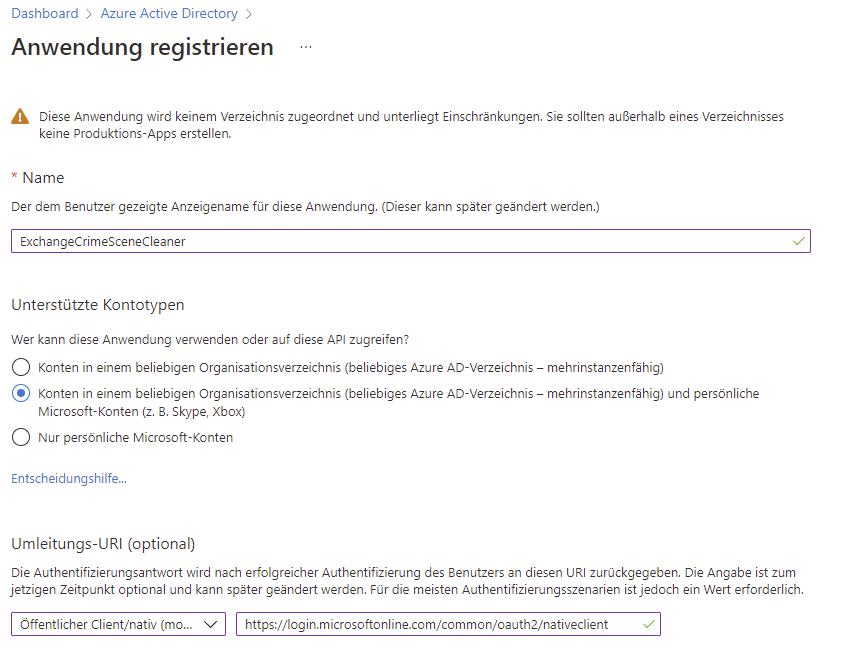 Dashboard > Azure Active Directory >
Anwendung registrieren ...
Diese Anwendung wird keinem Verzeichnis zugeordnet und unterliegt Einschränkungen. Sie sollten außerhalb eines Verzeichnisses
keine Produktions-Apps erstellen.
* Name
Der dem Benutzer gezeigte Anzeigename für diese Anwendung. (Dieser kann später geändert werden.)
ExchangeCrimeSceneCleaner
Unterstützte Kontotypen
Wer kann diese Anwendung verwenden oder auf diese API zugreifen?
Konten in einem beliebigen Organisationsverzeichnis (beliebiges Azure AD-Verzeichnis – mehrinstanzenfähig)
Konten in einem beliebigen Organisationsverzeichnis (beliebiges Azure AD-Verzeichnis – mehrinstanzenfähig) und persönliche
Microsoft-Konten (z. B. Skype, Xbox)
Nur persönliche Microsoft-Konten
Entscheidungshilfe...
Umleitungs-URI (optional)
Die Authentifizierungsantwort wird nach erfolgreicher Authentifizierung des Benutzers an diesen URI zurückgegeben. Die Angabe ist zum
jetzigen Zeitpunkt optional und kann später geändert werden. Für die meisten Authentifizierungsszenarien ist jedoch ein Wert erforderlich.
Öffentlicher Client/nativ (mo... https://login.microsoftonline.com/common/oauth2/nativeclient